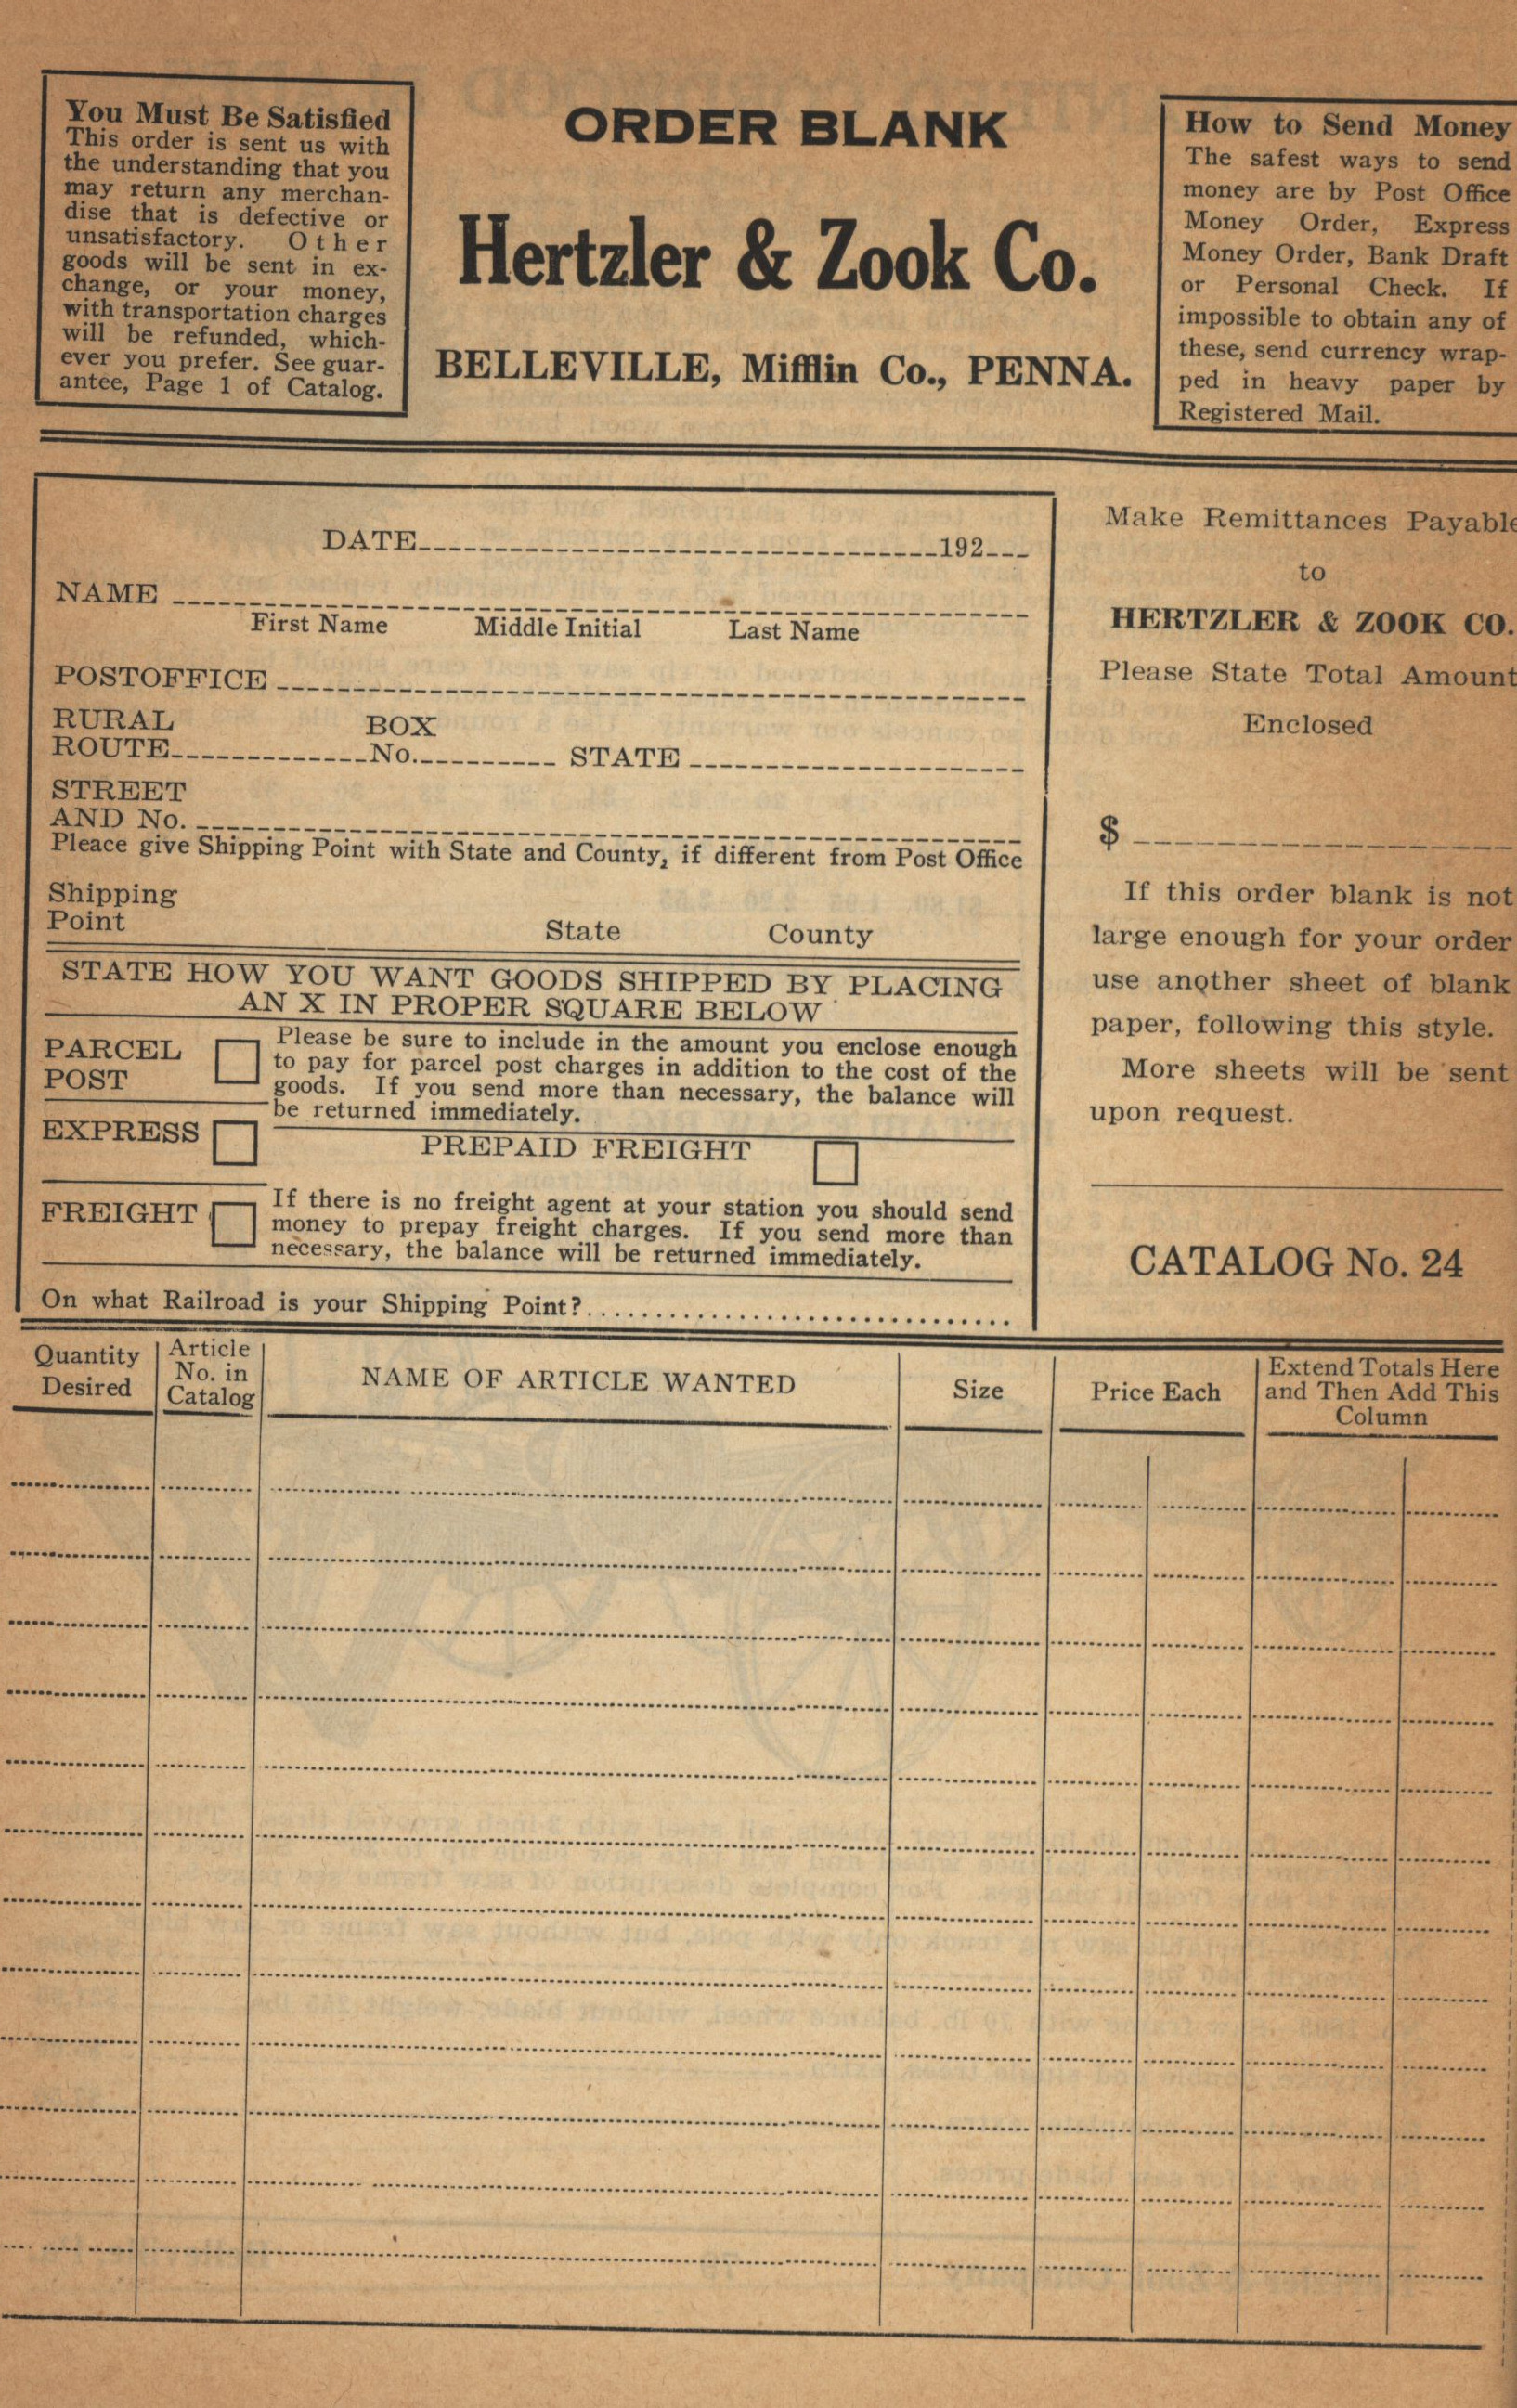 You Must Be Satisfied
This order is sent us with
the understanding that you
may return any merchan-
dise that is defective or
unsatisfactory. Other
goods will be sent in ex-
change, or your money,
with transportation charges
will be refunded, which-
ever you prefer. See guar-
antee, Page 1 of Catalog.
ORDER BLANK
Hertzler & Zook Co.
BELLEVILLE, Mifflin Co., PENNA.
How to Send Money
The safest ways to send
money are by Post Office
Money Order, Express
Money Order, Bank Draft
or Personal Check. If
impossible to obtain any of
these, send currency wrap-
ped in heavy paper by
Registered Mail.
DATE 192
NAME
First Name Middle Initial Last Name
POSTOFFICE
RURAL BOX
ROUTE No. STATE
STREET
AND No.
Pleace give Shipping Point with State and County, if different from Post Office
Shipping
Point State County
STATE HOW YOU WANT GOODS SHIPPED BY PLACING
AN X IN PROPER SQUARE BELOW
PARCEL
POST
Please be sure to include in the amount you enclose enough
to pay for parcel post charges in addition to the cost of the
goods. If you send more than necessary, the balance will
be returned immediately.
EXPRESS
PREPAID FREIGHT
FREIGHT
If there is no freight agent at your station you should send
money to prepay freight charges. If you send more than
necessary, the balance will be returned immediately.
On what Railroad is your Shipping Point?
Make Remittances Payable
to
HERTZLER & ZOOK CO.
Please State Total Amount
Enclosed
$
If this order blank is not
large enough for your order
use another sheet of blank
paper, following this style.
More sheets will be sent
upon request.
CATALOG No. 24
Quantity
Desired
Article
No. in
Catalog
NAME OF ARTICLE WANTED
Size
Price Each
Extend Totals Here
and Then Add This
Column